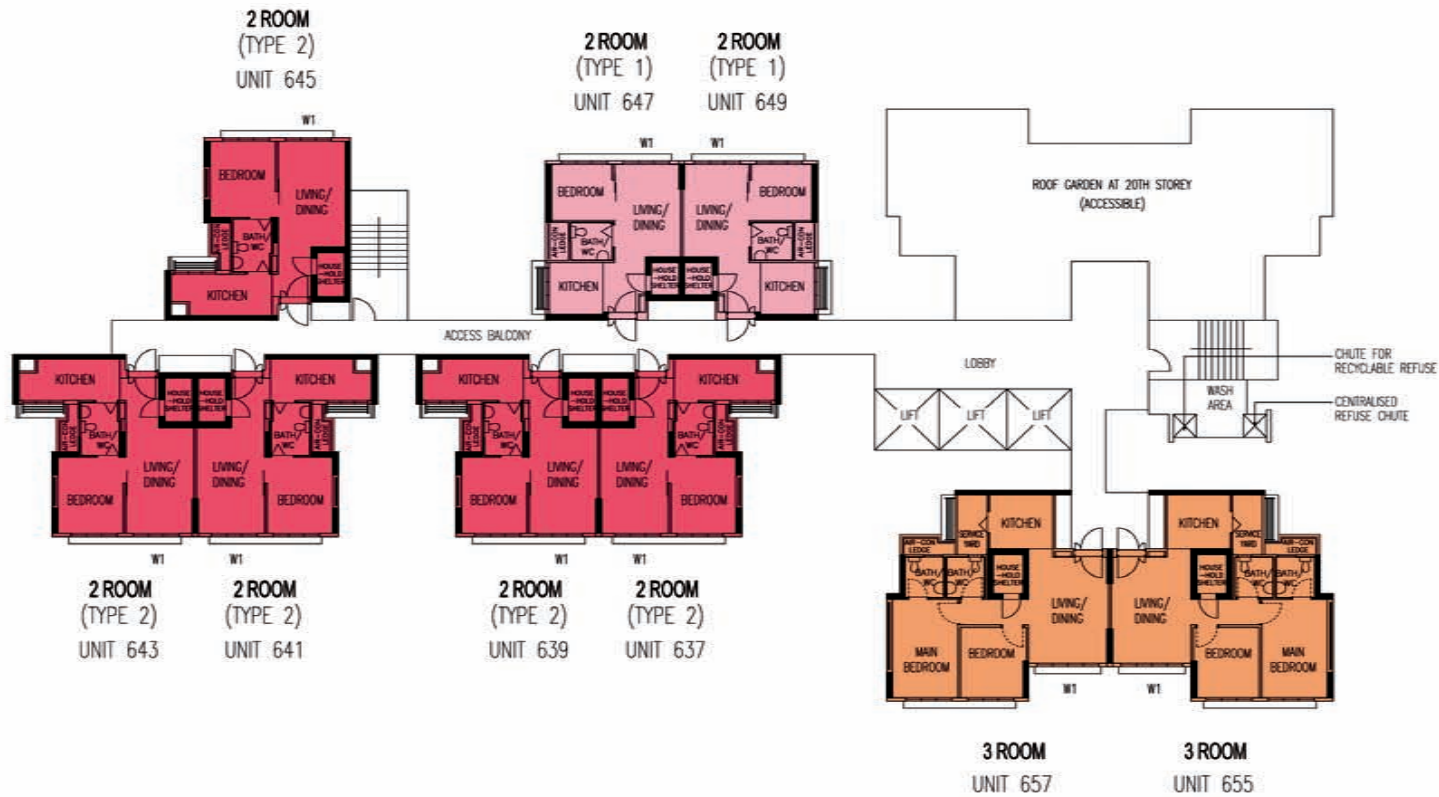 2 ROOM
(TYPE 2)
UNIT 645
2 ROOM
(TYPE 1)
UNIT 647
2 ROOM
(TYPE 1)
UNIT 649
W1
BEDROOM
LIVING/
DINING
BATH/
WC
AIR-CON
LEDGE
HOUSE
-HOLD
SHELTER
KITCHEN
W1
W1
BEDROOM
LIVING/
DINING
LIVING/
DINING
BEDROOM
AIR-CON
LEDGE
BATH/
WC
BATH/
WC
AIR-CON
LEDGE
KITCHEN
HOUSE
-HOLD
SHELTER
HOUSE
-HOLD
SHELTER
KITCHEN
ROOF GARDEN AT 20TH STOREY
(ACCESSIBLE)
ACCESS BALCONY
LOBBY
LIFT
LIFT
LIFT
WASH
AREA
CHUTE FOR
RECYCLABLE REFUSE
CENTRALISED
REFUSE CHUTE
KITCHEN
HOUSE
-HOLD
SHELTER
HOUSE
-HOLD
SHELTER
KITCHEN
AIR-CON
LEDGE
BATH/
WC
BATH/
WC
AIR-CON
LEDGE
BEDROOM
LIVING/
DINING
LIVING/
DINING
BEDROOM
W1
W1
2 ROOM
(TYPE 2)
UNIT 643
2 ROOM
(TYPE 2)
UNIT 641
KITCHEN
HOUSE
-HOLD
SHELTER
HOUSE
-HOLD
SHELTER
KITCHEN
AIR-CON
LEDGE
BATH/
WC
BATH/
WC
AIR-CON
LEDGE
BEDROOM
LIVING/
DINING
LIVING/
DINING
BEDROOM
W1
W1
2 ROOM
(TYPE 2)
UNIT 639
2 ROOM
(TYPE 2)
UNIT 637
KITCHEN
SERVICE
YARD
AIR-CON
LEDGE
BATH/
WC
BATH/
WC
HOUSE
-HOLD
SHELTER
LIVING/
DINING
MAIN
BEDROOM
BEDROOM
W1
KITCHEN
SERVICE
YARD
AIR-CON
LEDGE
HOUSE
-HOLD
SHELTER
BATH/
WC
BATH/
WC
LIVING/
DINING
BEDROOM
MAIN
BEDROOM
W1
3 ROOM
UNIT 657
3 ROOM
UNIT 655